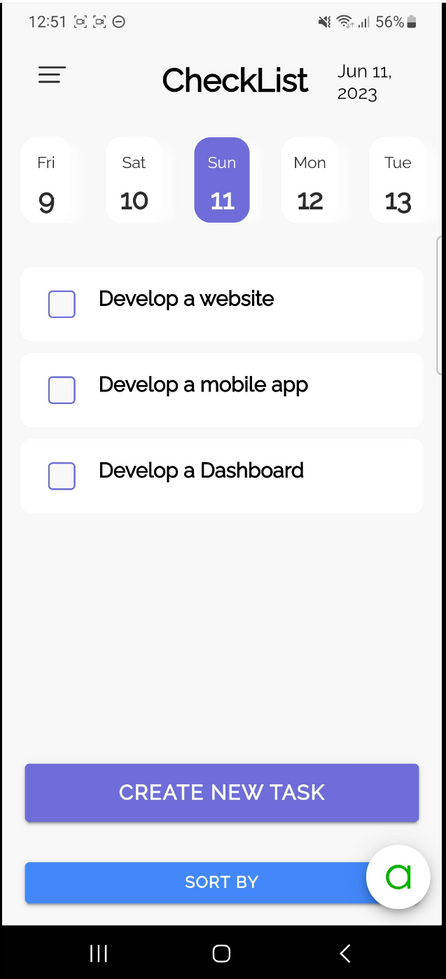 12:51 56%
CheckList
Jun 11,
2023
Fri Sat Sun Mon Tue
9 10 11 12 13
Develop a website
Develop a mobile app
Develop a Dashboard
CREATE NEW TASK
SORT BY
a